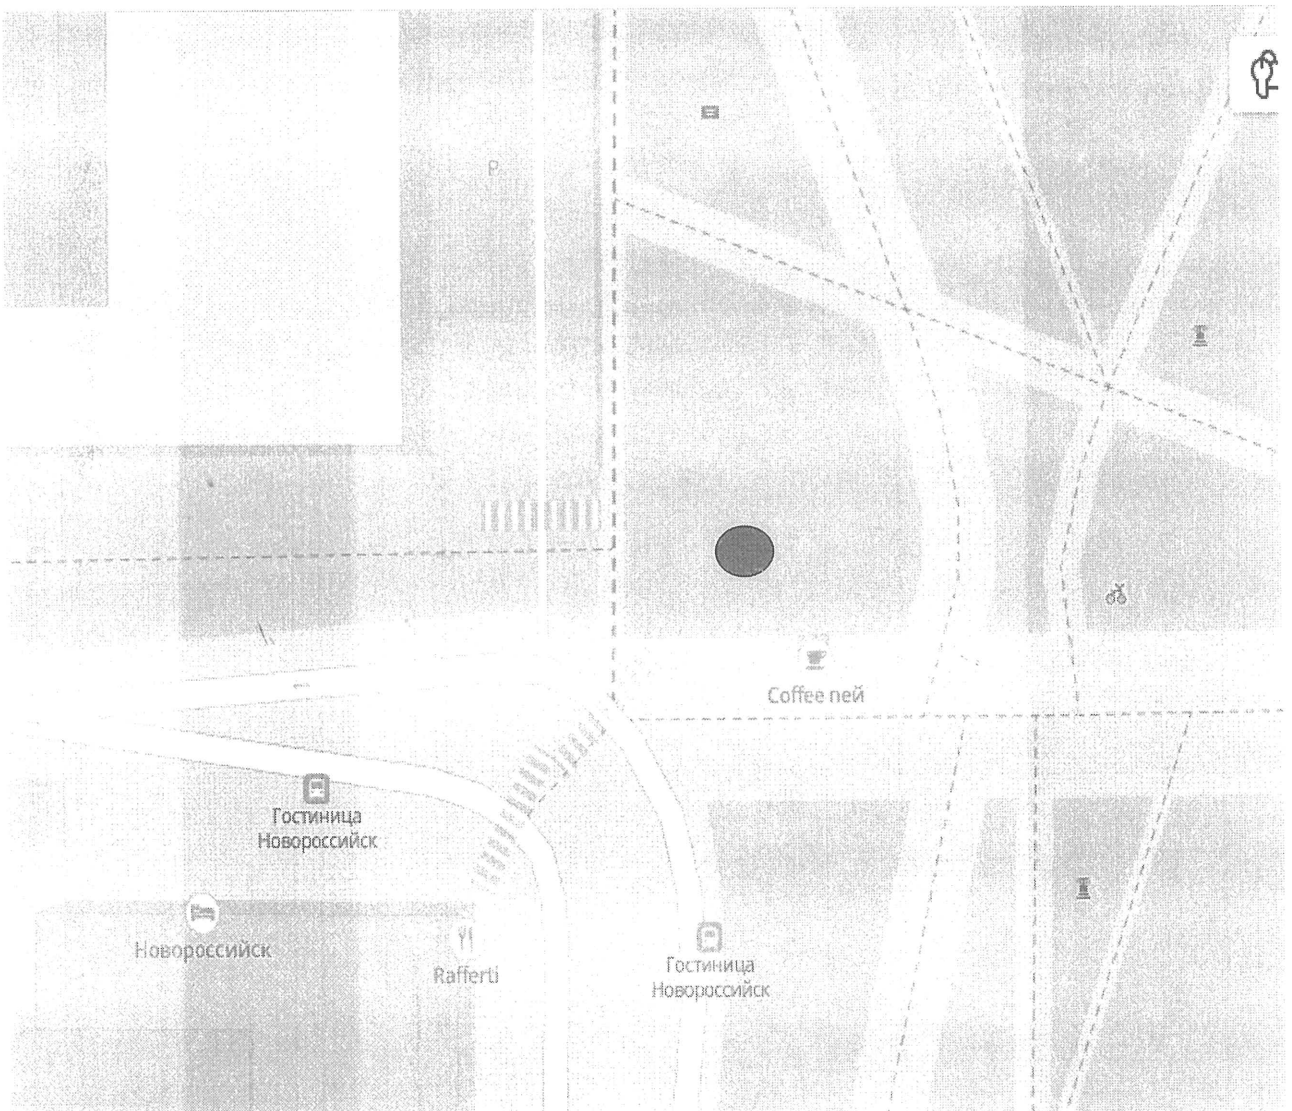 P
Coffee пей
Гостиница
Новороссийск
Новороссийск
Rafferti
Гостиница
Новороссийск